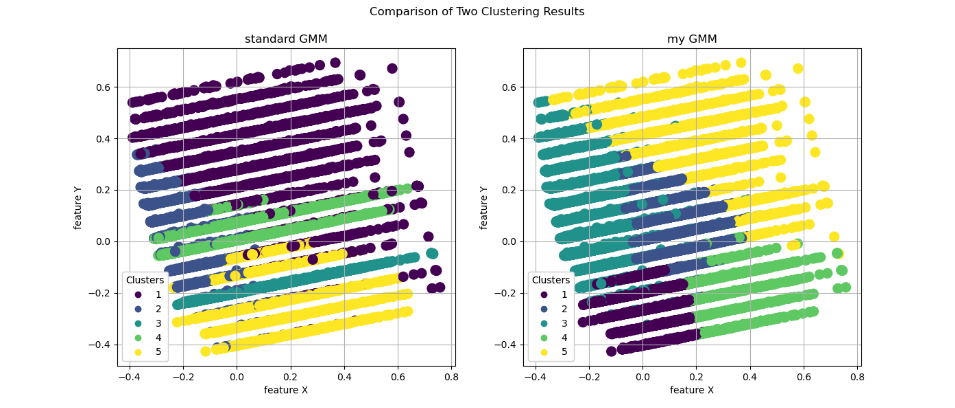 Comparison of Two Clustering Results
standard GMM
feature Y
0.6
0.4
0.2
0.0
−0.2
−0.4
Clusters
1
2
3
4
5
−0.4 −0.2 0.0 0.2 0.4 0.6 0.8
feature X
my GMM
feature Y
0.6
0.4
0.2
0.0
−0.2
−0.4
Clusters
1
2
3
4
5
−0.4 −0.2 0.0 0.2 0.4 0.6 0.8
feature X